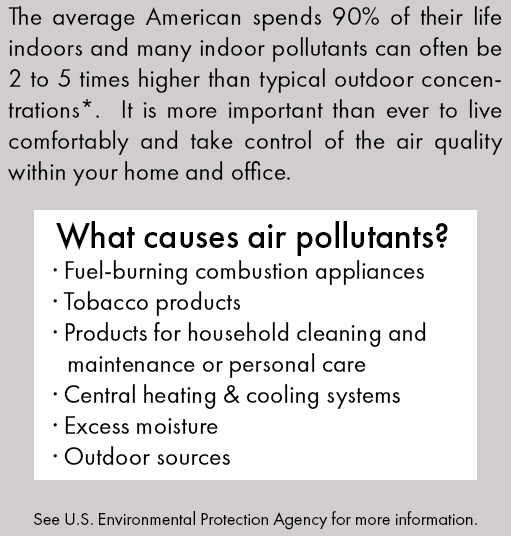 The average American spends 90% of their life
indoors and many indoor pollutants can often be
2 to 5 times higher than typical outdoor concen-
trations*. It is more important than ever to live
comfortably and take control of the air quality
within your home and office.
What causes air pollutants?
· Fuel-burning combustion appliances
· Tobacco products
· Products for household cleaning and
maintenance or personal care
· Central heating & cooling systems
· Excess moisture
· Outdoor sources
See U.S. Environmental Protection Agency for more information.